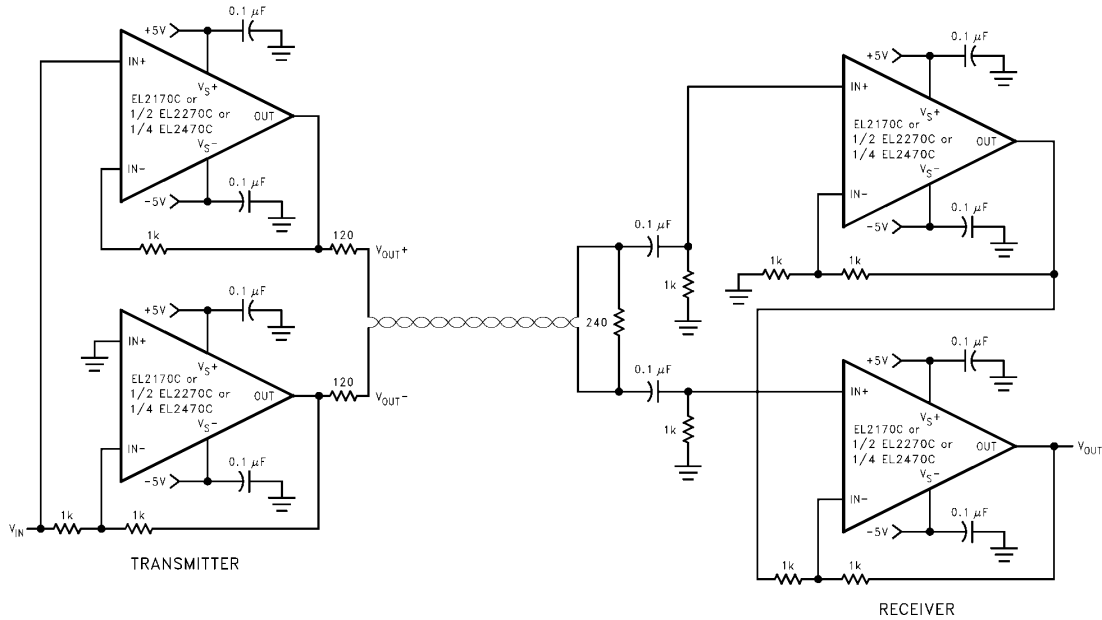 0.1 μF
+5V
IN+
VS+
EL2170C or
1/2 EL2270C or
1/4 EL2470C
OUT
VS−
IN−
0.1 μF
−5V
1k
120
VOUT+
0.1 μF
+5V
IN+
VS+
EL2170C or
1/2 EL2270C or
1/4 EL2470C
OUT
120
VOUT−
VS−
IN−
0.1 μF
−5V
VIN
1k
1k
TRANSMITTER
240
0.1 μF
1k
0.1 μF
1k
0.1 μF
+5V
IN+
VS+
EL2170C or
1/2 EL2270C or
1/4 EL2470C
OUT
VS−
IN−
0.1 μF
−5V
1k
1k
0.1 μF
+5V
IN+
VS+
EL2170C or
1/2 EL2270C or
1/4 EL2470C
OUT
VOUT
VS−
IN−
0.1 μF
−5V
1k
1k
RECEIVER